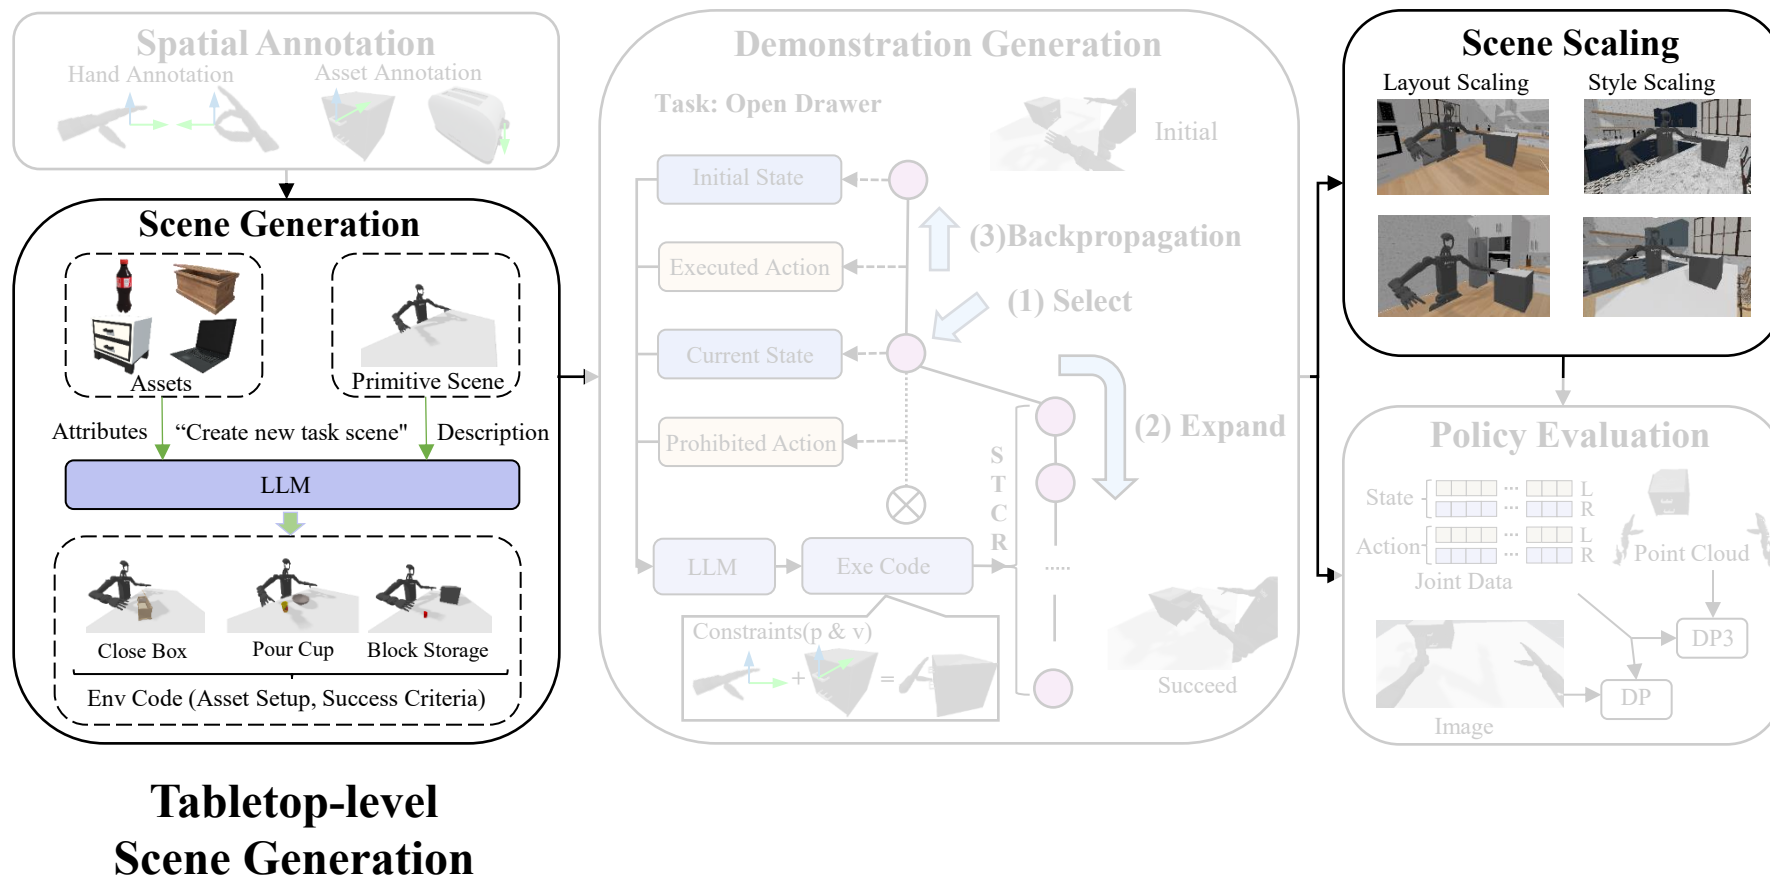 Spatial Annotation
Hand Annotation
Asset Annotation
Scene Generation
Assets
Primitive Scene
Attributes
“Create new task scene"
Description
LLM
Close Box
Pour Cup
Block Storage
Env Code (Asset Setup, Success Criteria)
Tabletop-level
Scene Generation
Demonstration Generation
Task: Open Drawer
Initial
Initial State
Executed Action
Current State
Prohibited Action
(3)Backpropagation
(1) Select
(2) Expand
S
T
C
R
LLM
Exe Code
Constraints(p & v)
+
=
Succeed
Scene Scaling
Layout Scaling
Style Scaling
Policy Evaluation
State
L
R
Action
L
R
Joint Data
Point Cloud
DP3
DP
Image